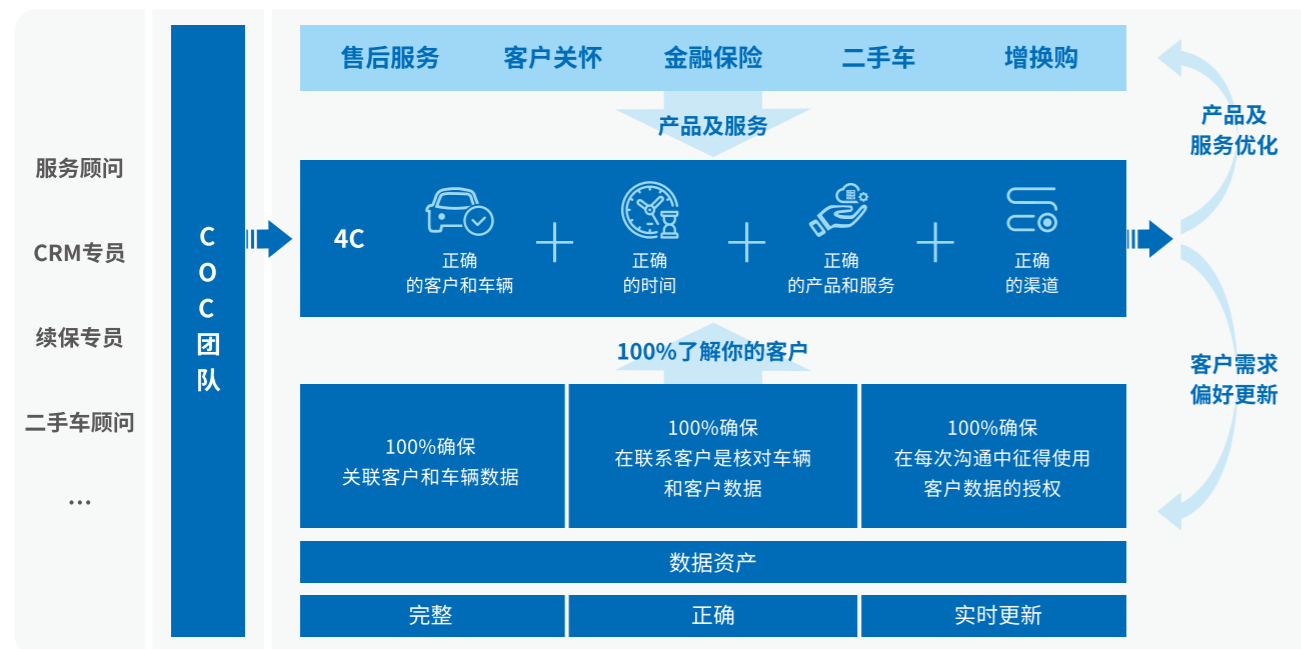 服务顾问
CRM专员
续保专员
二手车顾问
...
C
O
C
团
队
售后服务
客户关怀
金融保险
二手车
增换购
产品及服务
4C
正确
的客户和车辆
正确
的时间
正确
的产品和服务
正确
的渠道
100%了解你的客户
100%确保
关联客户和车辆数据
100%确保
在联系客户是核对车辆
和客户数据
100%确保
在每次沟通中征得使用
客户数据的授权
数据资产
完整
正确
实时更新
产品及
服务优化
客户需求
偏好更新